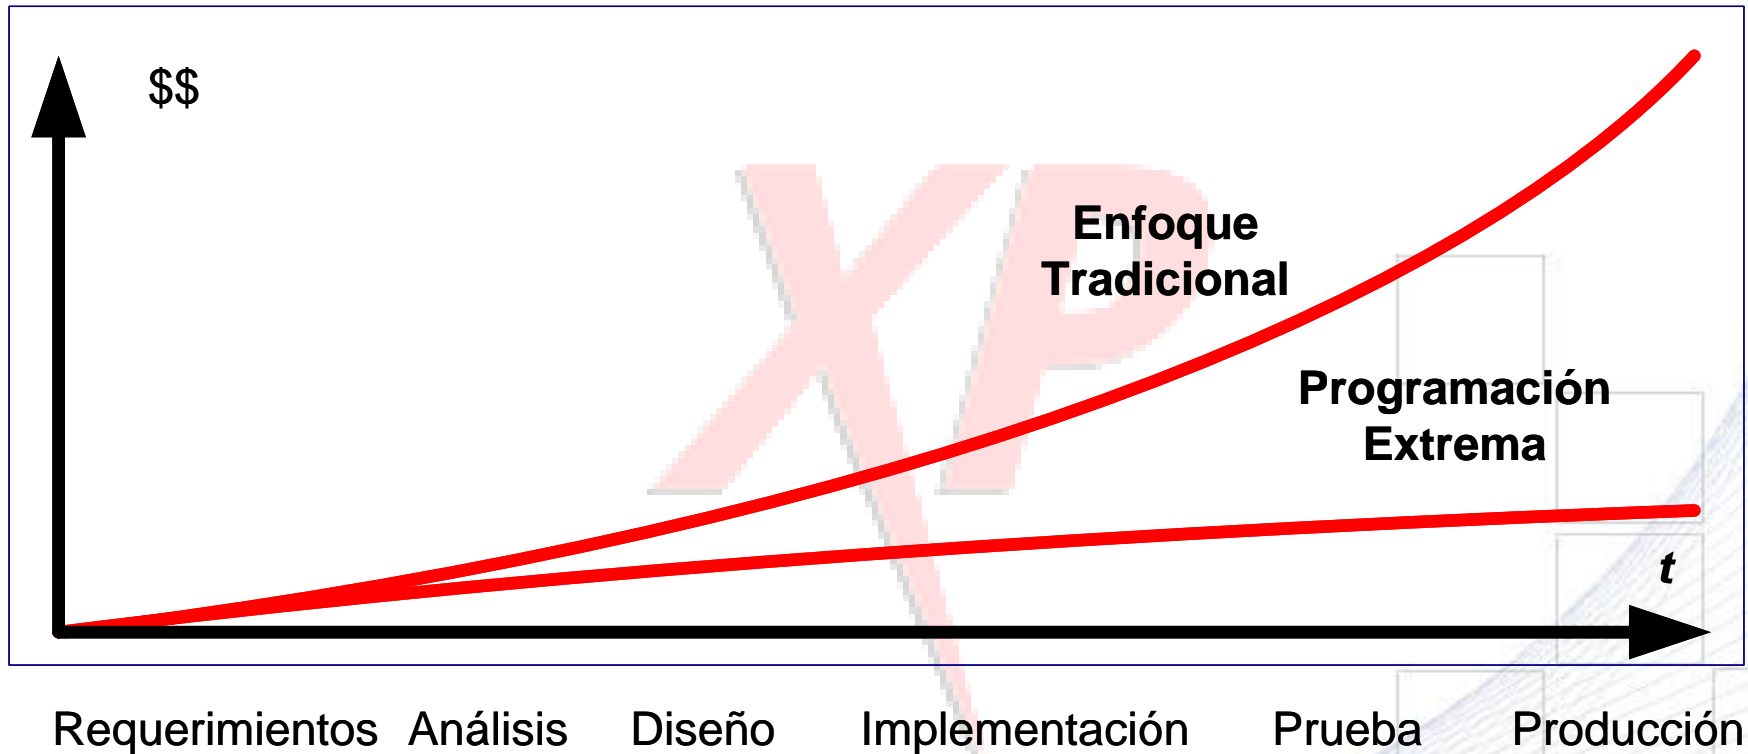 $$
XP
Enfoque
Tradicional
Programación
Extrema
t
Requerimientos Análisis Diseño Implementación Prueba Producción